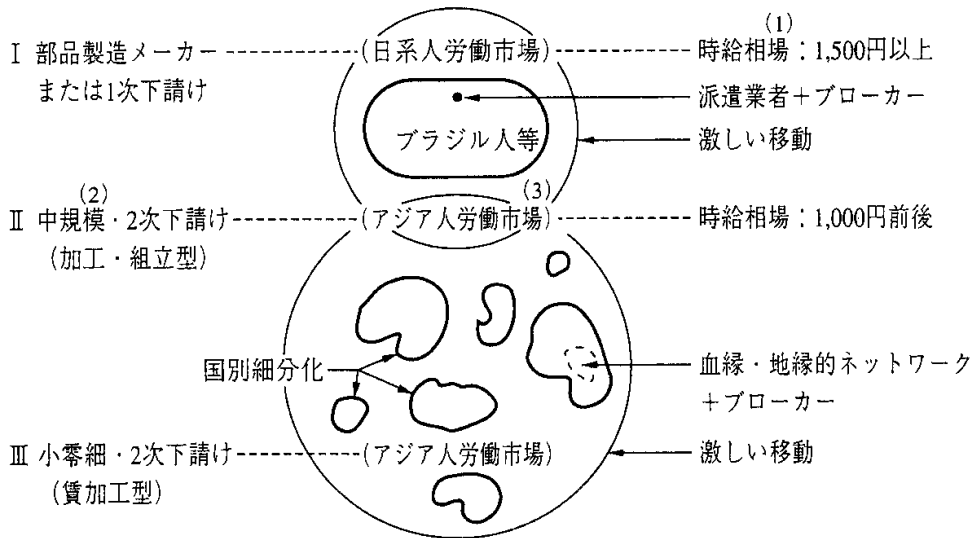 (1)
Ⅰ 部品製造メーカー (日系人労働市場) 時給相場：1,500円以上
または1次下請け
派遣業者＋ブローカー
ブラジル人等
激しい移動
(2) (3)
Ⅱ 中規模・2次下請け (アジア人労働市場) 時給相場：1,000円前後
(加工・組立型)
国別細分化
血縁・地縁的ネットワーク
＋ブローカー
Ⅲ 小零細・2次下請け (アジア人労働市場) 激しい移動
(賃加工型)